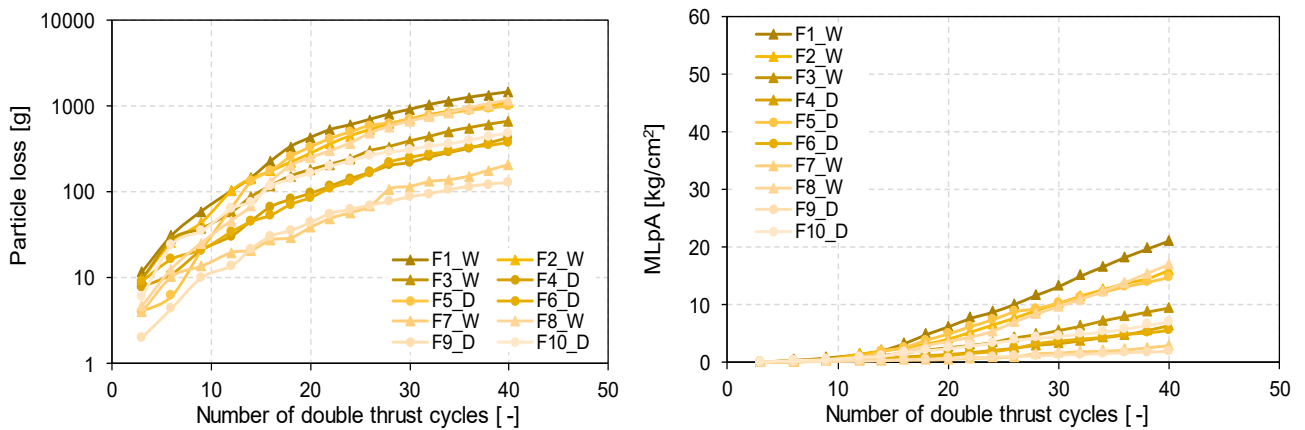 10000
1000
100
10
1
Particle loss [g]
0
10
20
30
40
50
Number of double thrust cycles [ -]
F1_W F2_W
F3_W F4_D
F5_D F6_D
F7_W F8_W
F9_D F10_D
60
50
40
30
20
10
0
MLpA [kg/cm²]
0
10
20
30
40
50
Number of double thrust cycles [ -]
F1_W
F2_W
F3_W
F4_D
F5_D
F6_D
F7_W
F8_W
F9_D
F10_D